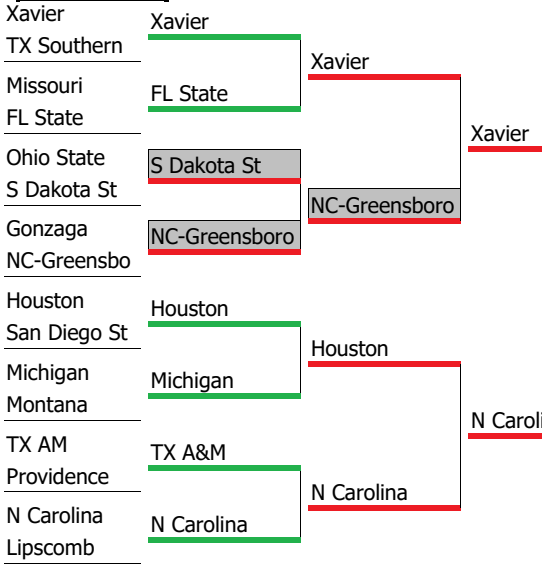 Xavier
TX Southern
Missouri
FL State
Ohio State
S Dakota St
Gonzaga
NC-Greensbo
Houston
San Diego St
Michigan
Montana
TX AM
Providence
N Carolina
Lipscomb
Xavier
FL State
S Dakota St
NC-Greensboro
Houston
Michigan
TX A&M
N Carolina
Xavier
NC-Greensboro
Houston
N Carolina
Xavier
N Caroli